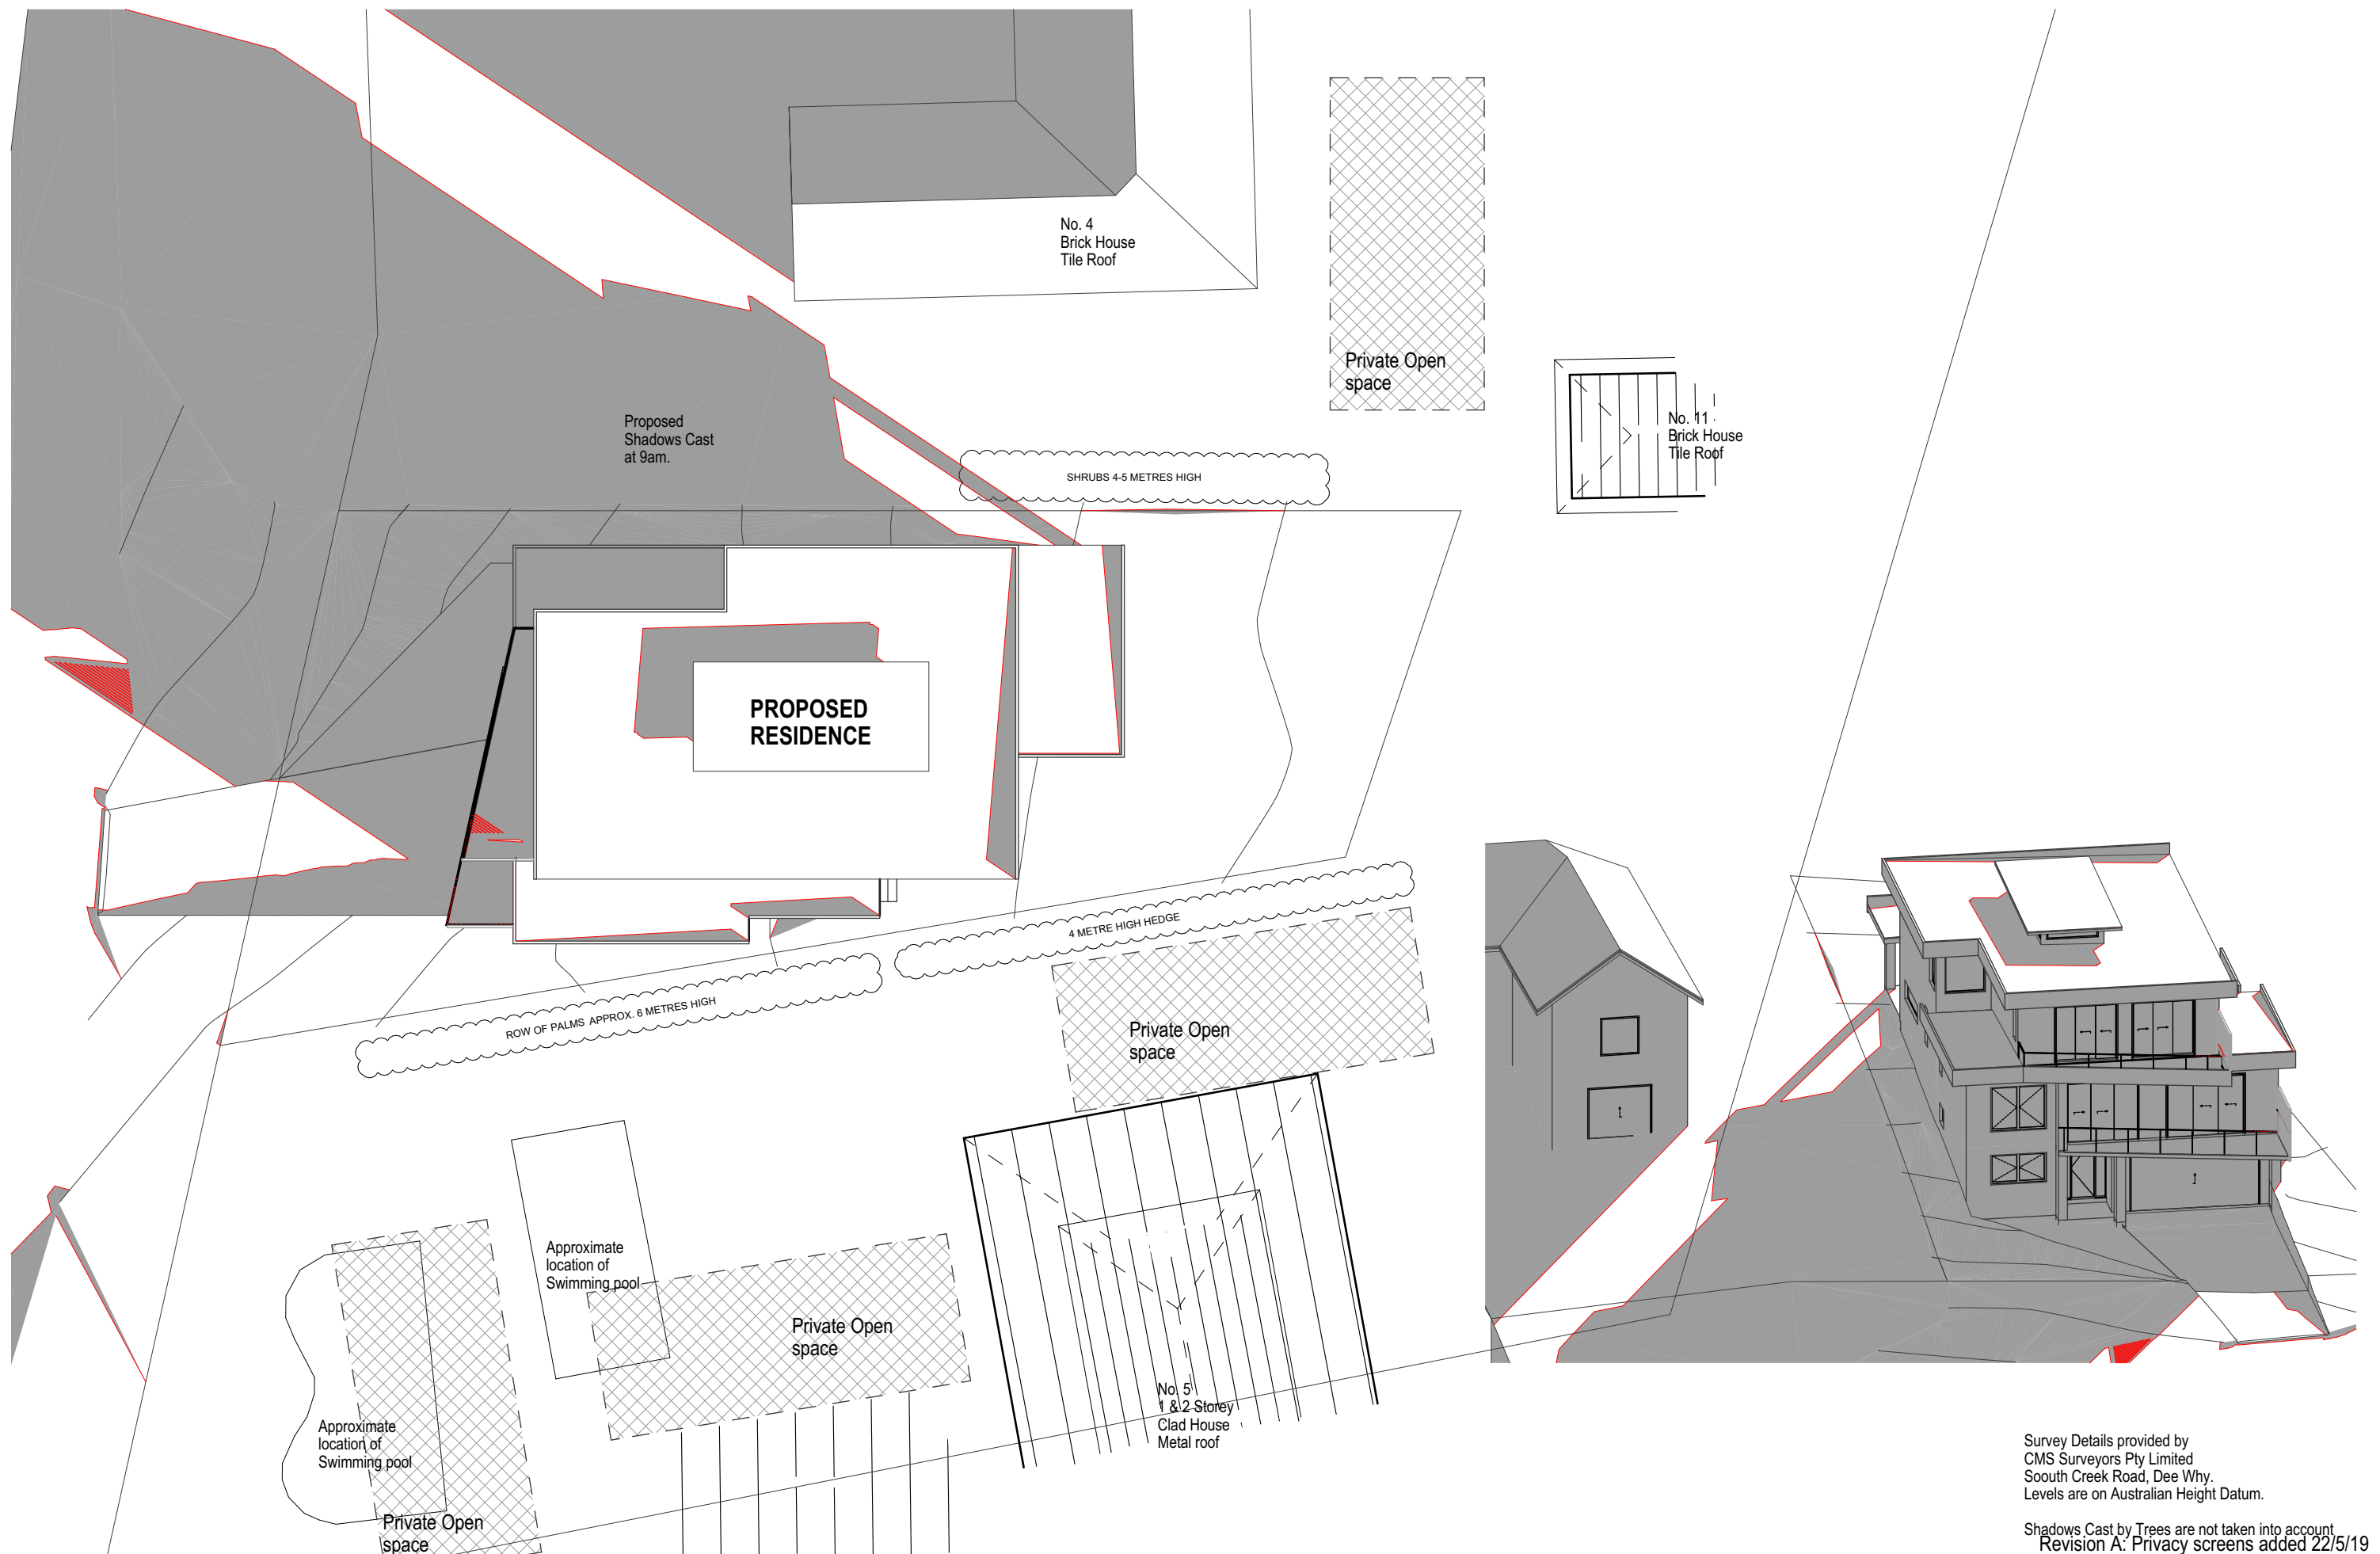 No. 4
Brick House
Tile Roof
Private Open
space
No. 11
Brick House
Tile Roof
Proposed
Shadows Cast
at 9am.
SHRUBS 4-5 METRES HIGH
PROPOSED
RESIDENCE
4 METRE HIGH HEDGE
ROW OF PALMS APPROX. 6 METRES HIGH
Private Open
space
Approximate
location of
Swimming pool
Private Open
space
No. 5
1 & 2 Storey
Clad House
Metal roof
Approximate
location of
Swimming pool
Private Open
space
Survey Details provided by
CMS Surveyors Pty Limited
Soouth Creek Road, Dee Why.
Levels are on Australian Height Datum.
Shadows Cast by Trees are not taken into account
Revision A: Privacy screens added 22/5/19